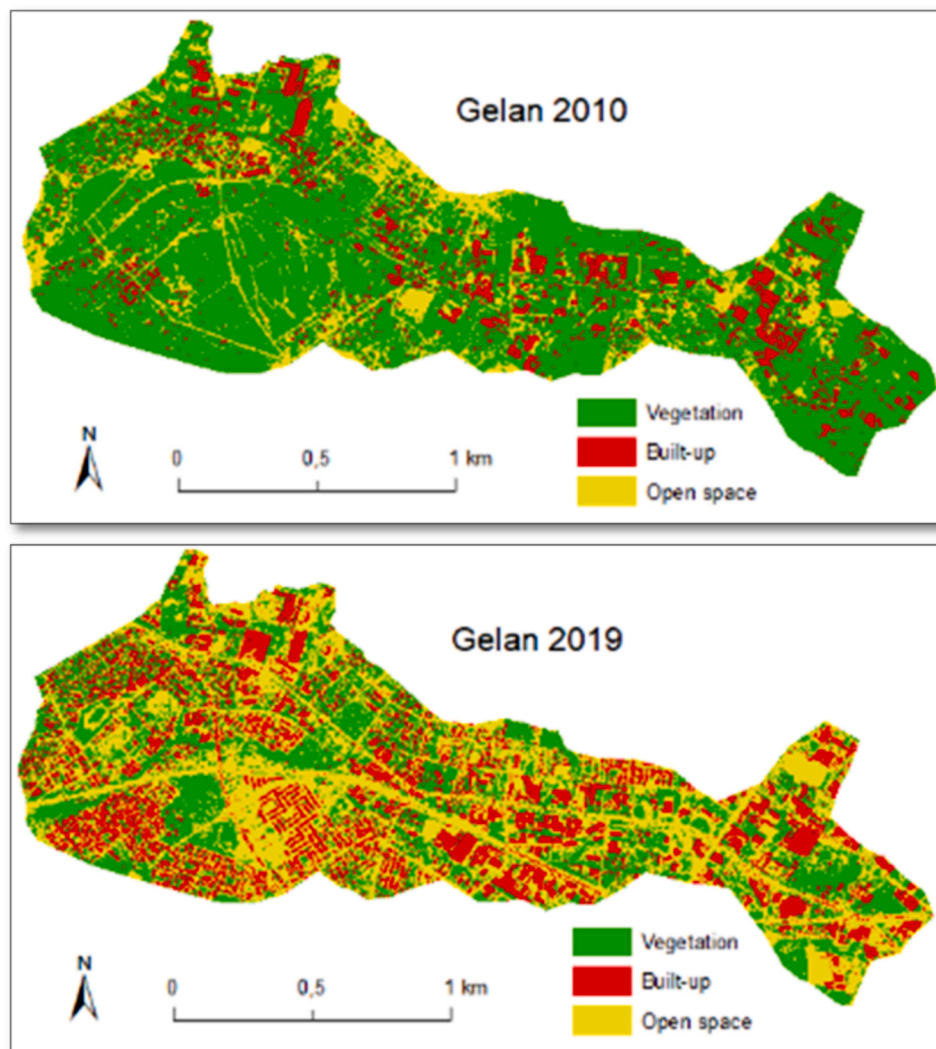 Gelan 2010
Vegetation
Built-up
Open space
N
0 0,5 1 km
Gelan 2019
Vegetation
Built-up
Open space
N
0 0,5 1 km